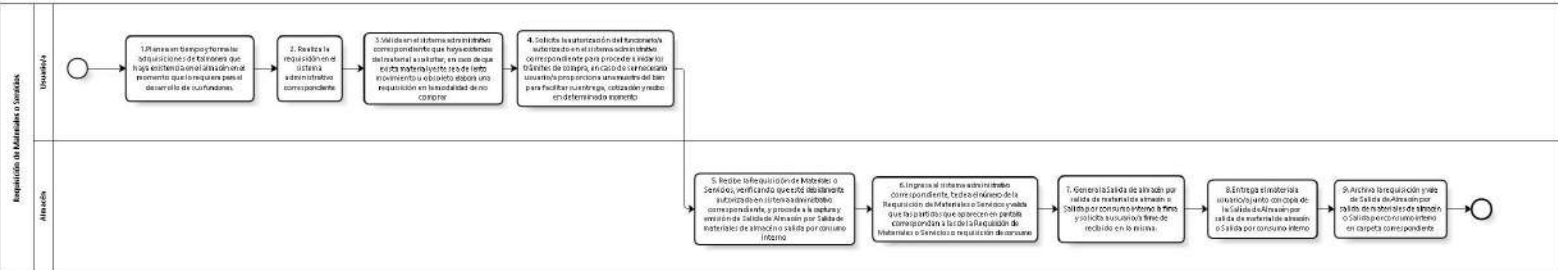 Requisición de Materiales o Servicios
Usuario/a
1. Planea en tiempo y forma las
adquisiciones de tal manera que
haya existencia en el almacén en el
momento que lo requiera para el
desarrollo de sus funciones.
2. Realiza la
requisición en el
sistema
administrativo
correspondiente
3. Valida en el sistema administrativo
correspondiente que haya existencias
del material a solicitar, en caso de que
exista material y este sea de lento
movimiento u obsoleto elabora una
requisición en la modalidad de no
comprar
4. Solicita la autorización del funcionario/a
autorizado en el sistema administrativo
correspondiente para proceder a iniciar los
trámites de compra, en caso de ser necesario
usuario/a proporciona una muestra del bien
para facilitar su entrega, cotización y recibo
en determinado momento
Almacén
5. Recibe la Requisición de Materiales o
Servicios, verificando que esté debidamente
autorizada en sistema administrativo
correspondiente, y procede a la captura y
emisión de Salida de Almacén por Salida de
materiales de almacén o salida por consumo
interno
6. Ingresa al sistema administrativo
correspondiente, teclea el número de la
Requisición de Materiales o Servicios y valida
que las partidas que aparecen en pantalla
correspondan a las de la Requisición de
Materiales o Servicios o requisición de consumo
7. Genera la Salida de almacén por
salida de material de almacén o
Salida por consumo interno la firma
y solicita a usuario/a firme de
recibido en la misma.
8. Entrega el material a
usuario/a junto con copia de
la Salida de Almacén por
salida de material de almacén
o Salida por consumo interno
9. Archiva la requisición y vale
de Salida de Almacén por
salida de materiales de almacén
o Salida por consumo interno
en carpeta correspondiente